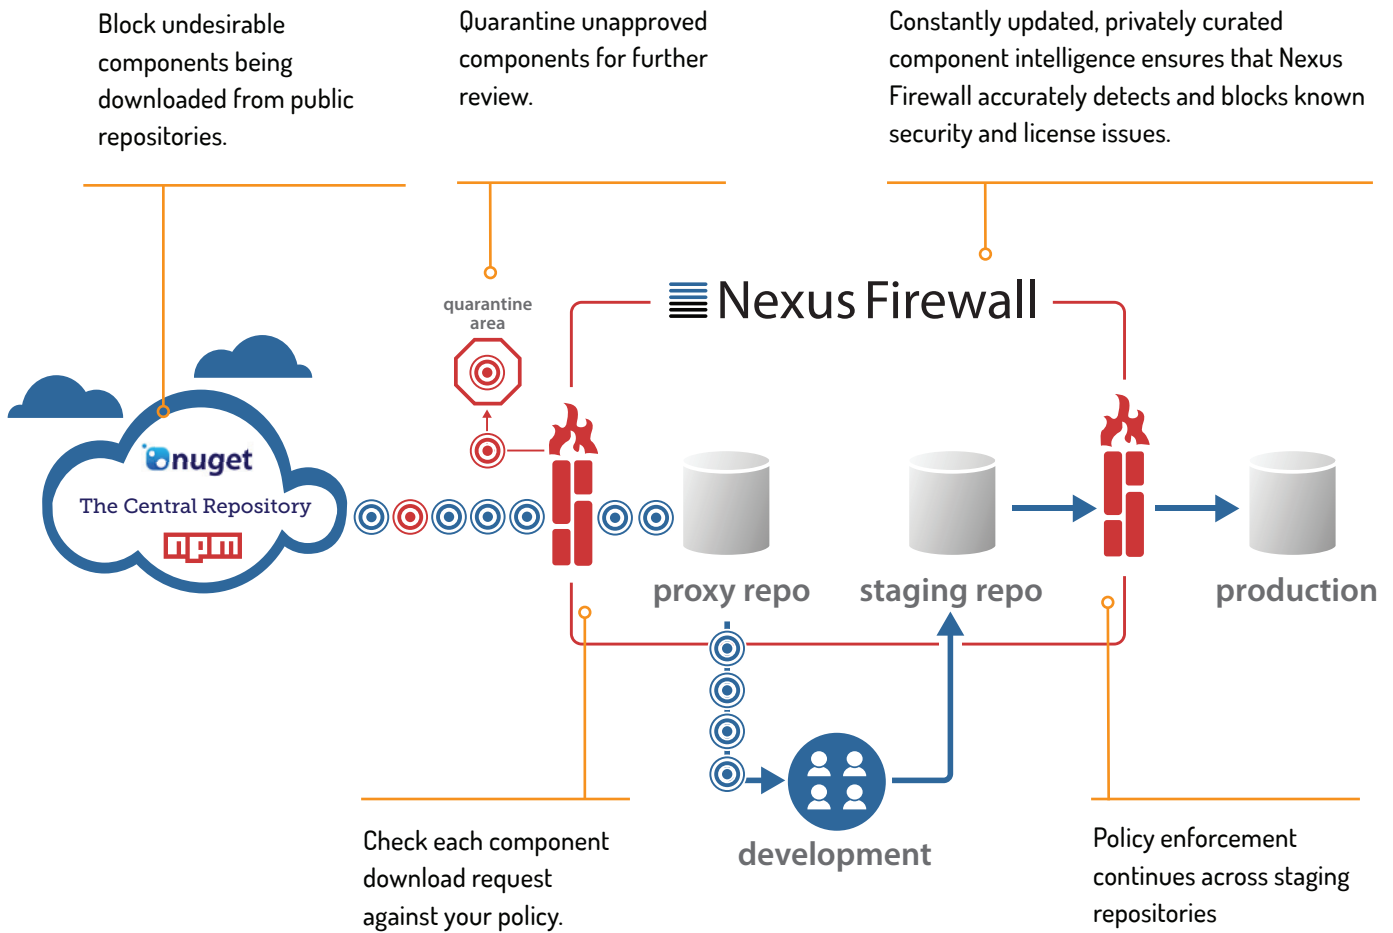 Block undesirable
components being
downloaded from public
repositories.
Quarantine unapproved
components for further
review.
Constantly updated, privately curated
component intelligence ensures that Nexus
Firewall accurately detects and blocks known
security and license issues.
quarantine
area
Nexus Firewall
nuget
The Central Repository
npm
proxy repo
staging repo
production
development
Check each component
download request
against your policy.
Policy enforcement
continues across staging
repositories